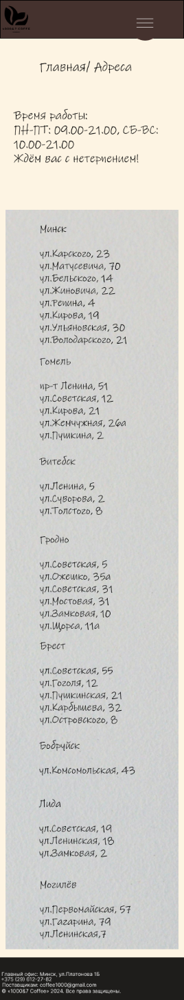 1000&7 COFFEE
Главная/ Адреса
Время работы:
ПН-ПТ: 09.00-21.00, СБ-ВС:
10.00-21.00
Ждём вас с нетерпением!
Минск
ул.Карского, 23
ул.Матусевича, 70
ул.Бельского, 14
ул.Жиновича, 22
ул.Репина, 4
ул.Кирова, 19
ул.Ульяновская, 30
ул.Володарского, 21
Гомель
пр-т Ленина, 51
ул.Советская, 12
ул.Кирова, 21
ул.Жемчужная, 26а
ул.Пушкина, 2
Витебск
ул.Ленина, 5
ул.Суворова, 2
ул.Толстого, 8
Гродно
ул.Советская, 5
ул.Ожешко, 35а
ул.Советская, 31
ул.Мостовая, 31
ул.Замковая, 10
ул.Щорса, 11а
Брест
ул.Советская, 55
ул.Гоголя, 12
ул.Пушкинская, 21
ул.Карбышева, 32
ул.Островского, 8
Бобруйск
ул.Комсомольская, 43
Лида
ул.Советская, 19
ул.Ленинская, 18
ул.Замковая, 2
Могилёв
ул.Первомайская, 57
ул.Гагарина, 79
ул.Ленинская,7
Главный офис: Минск, ул.Платонова 1Б
+375 (29) 612-27-82
Поставщикам: coffee1000@gmail.com
© «1000&7 Coffee» 2024. Все права защищены.